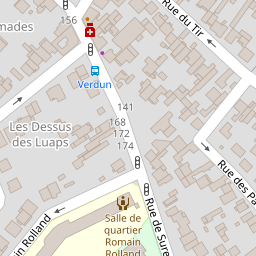 156
mades
Rue du Tir
Verdun
141
168
172
174
Les Dessus
des Luaps
Rue des Pa
Salle de
quartier
Romain
Rolland
in Rolland
Rue de Sure